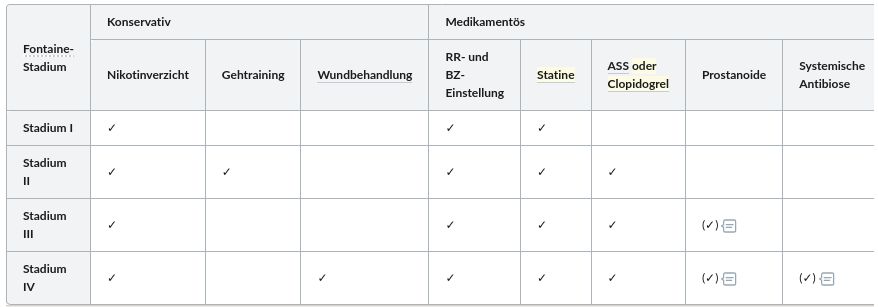 Fontaine-
Stadium
Konservativ
Medikamentös
Nikotinverzicht
Gehtraining
Wundbehandlung
RR- und
BZ-
Einstellung
Statine
ASS oder
Clopidogrel
Prostanoide
Systemische
Antibiose
Stadium I ✓ ✓ ✓
Stadium
II
✓ ✓ ✓ ✓ ✓
Stadium
III
✓ ✓ ✓ ✓ (✓)
Stadium
IV
✓ ✓ ✓ ✓ ✓ (✓) (✓)